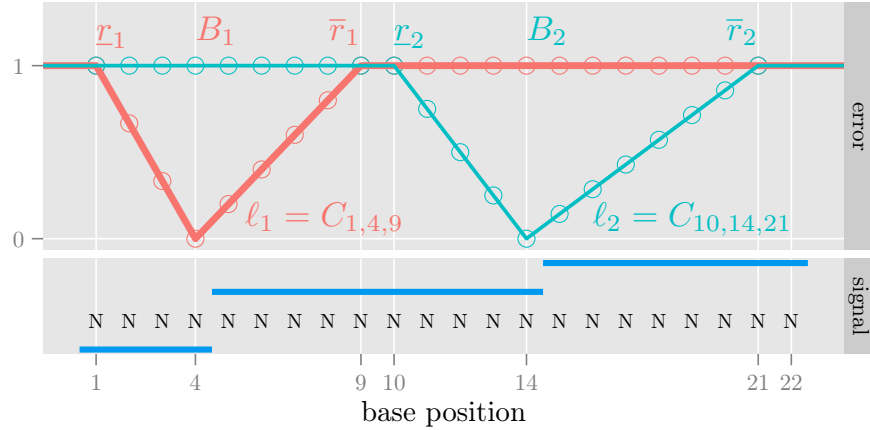 r̲₁ B₁ r̅₁ r̲₂ B₂ r̅₂
1
error
ℓ₁ = C₁,₄,₉ ℓ₂ = C₁₀,₁₄,₂₁
0
signal
N N N N N N N N N N N N N N N N N N N N N N
1 4 9 10 14 21 22
base position